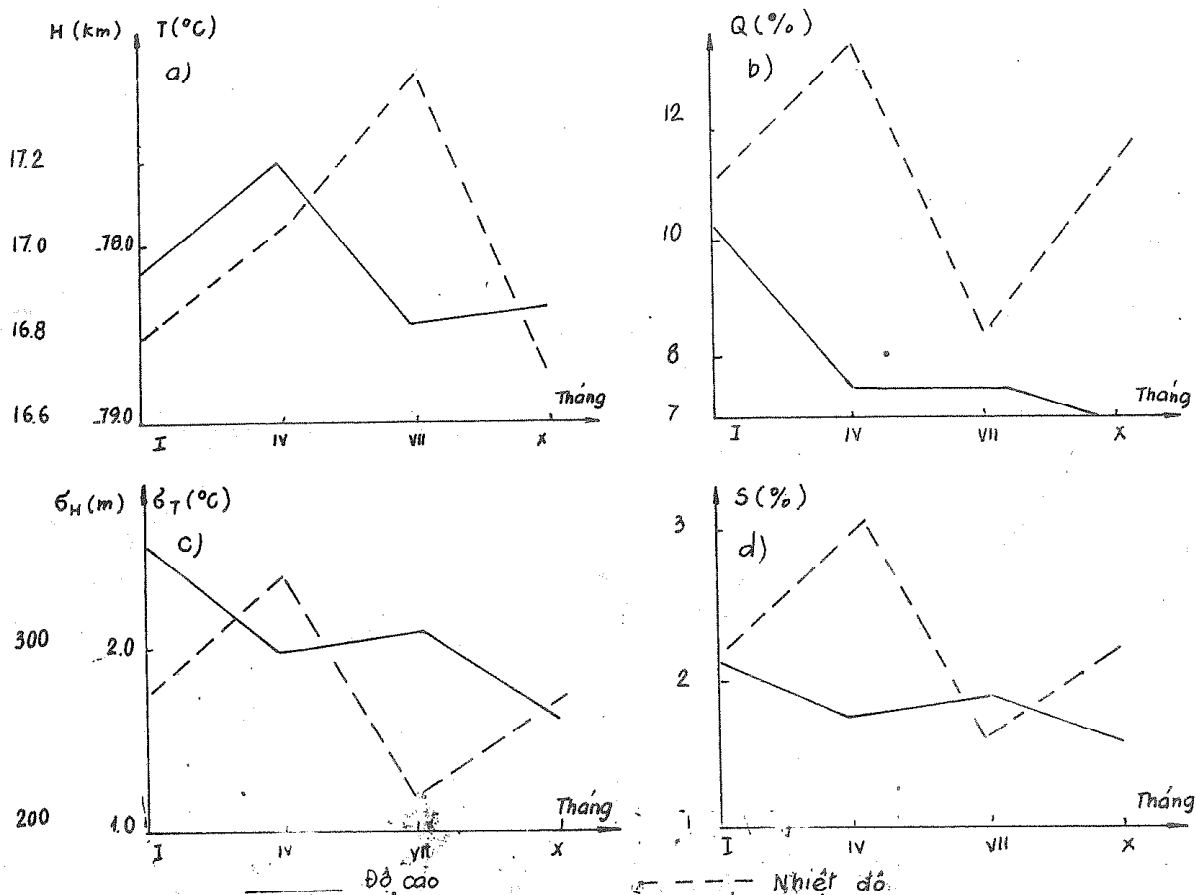 H (km) T (°C)
a)
17.2
17.0 -78.0
16.8
16.6 -79.0
Tháng
I IV VII X
Q (%)
b)
12
10
8
7
Tháng
I IV VII X
σH (m) σT (°C)
c)
300 2.0
200 1.0
Tháng
I IV VII X
S (%)
d)
3
2
1
Tháng
I IV VII X
Độ cao Nhiệt độ